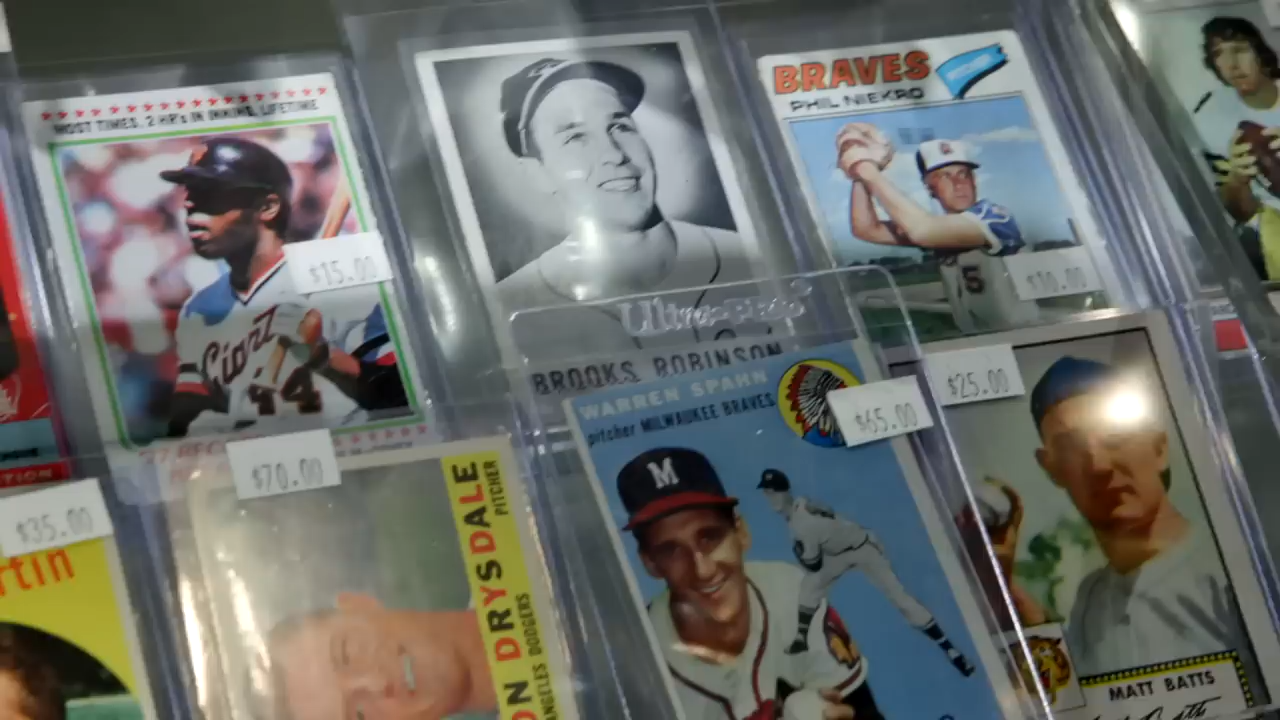 MOST TIMES, 2 HR's IN INNING, LIFETIME
$15.00
Giants
44
BRAVES
PHIL NIEKRO
PITCHER
$10.00
Ultra-PRO
BROOKS ROBINSON
WARREN SPAHN
pitcher MILWAUKEE BRAVES
$65.00
M
$25.00
MATT BATTS
$70.00
DON DRYSDALE
PITCHER
ANGELES DODGERS
$35.00
rtin